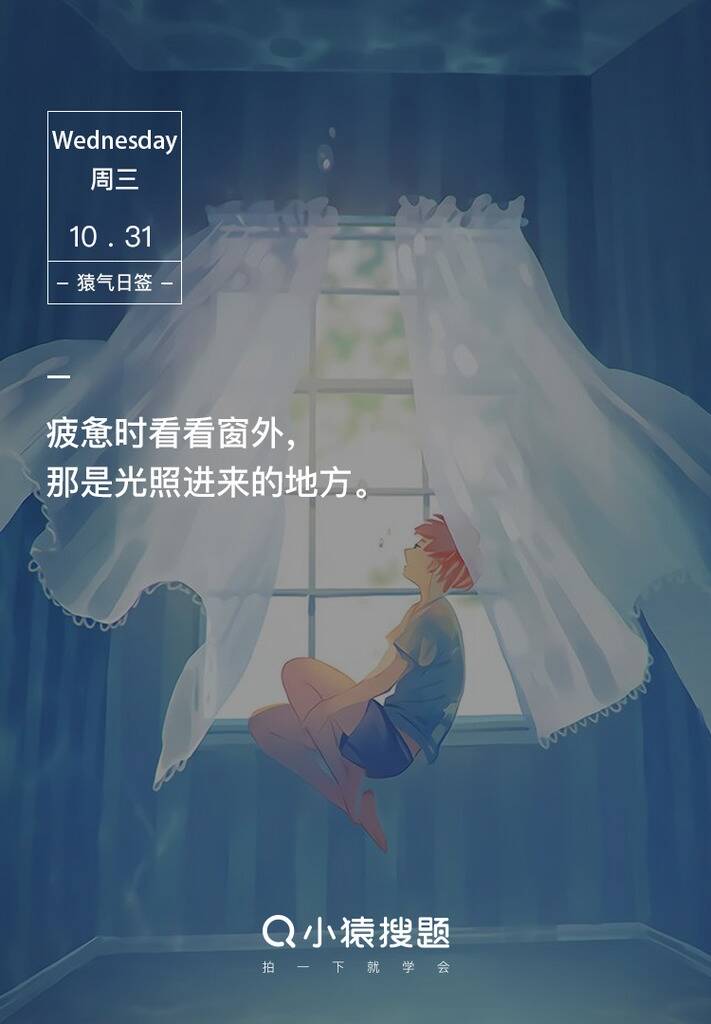 Wednesday
周三
10 . 31
– 猿气日签 –
疲惫时看看窗外，
那是光照进来的地方。
小猿搜题
拍一下就学会